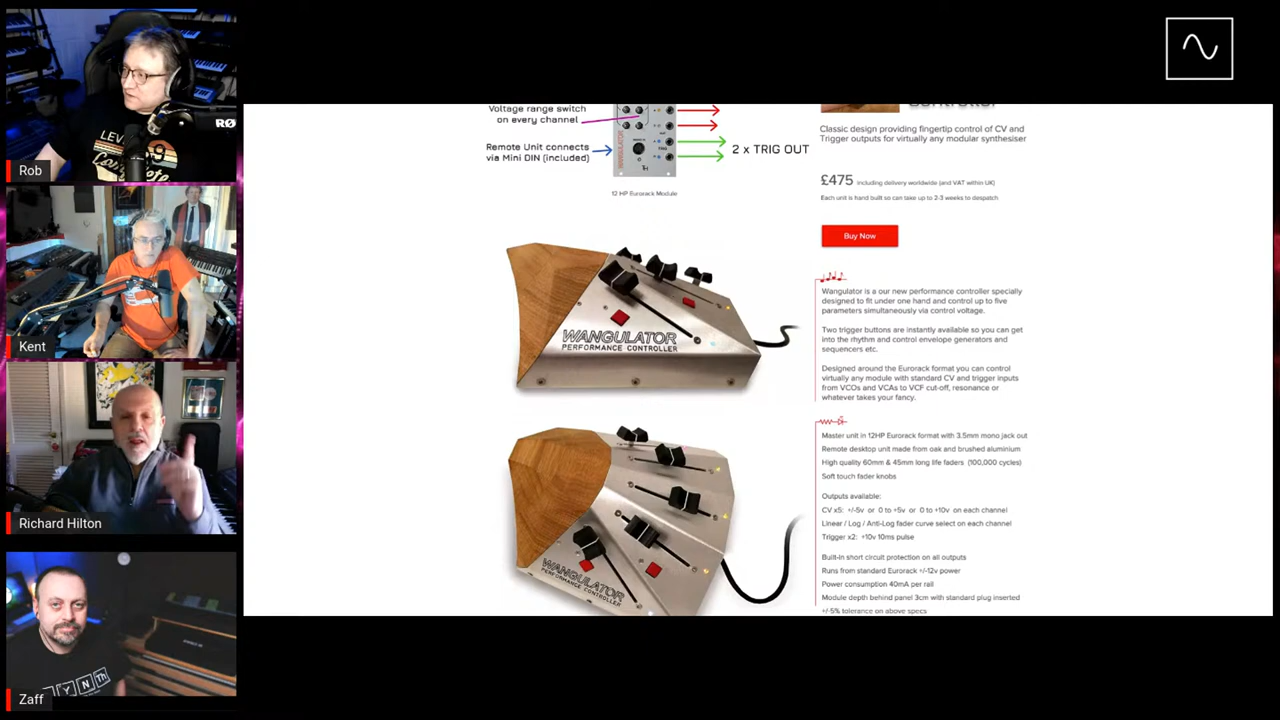 Rob
Kent
Richard Hilton
Zaff
Voltage range switch
on every channel
Remote Unit connects
via Mini DIN (included)
WANGULATOR
2 x TRIG OUT
12 HP Eurorack Module
WANGULATOR
PERFORMANCE CONTROLLER
WANGULATOR
PERFORMANCE CONTROLLER
Controller
Classic design providing fingertip control of CV and
Trigger outputs for virtually any modular synthesiser
£475 including delivery worldwide (and VAT within UK)
Each unit is hand built so can take up to 2-3 weeks to despatch
Buy Now
Wangulator is a our new performance controller specially
designed to fit under one hand and control up to five
parameters simultaneously via control voltage.
Two trigger buttons are instantly available so you can get
into the rhythm and control envelope generators and
sequencers etc.
Designed around the Eurorack format you can control
virtually any module with standard CV and trigger inputs
from VCOs and VCAs to VCF cut-off, resonance or
whatever takes your fancy.
Master unit in 12HP Eurorack format with 3.5mm mono jack out
Remote desktop unit made from oak and brushed aluminium
High quality 60mm & 45mm long life faders (100,000 cycles)
Soft touch fader knobs
Outputs available:
CV x5: +/-5v or 0 to +5v or 0 to +10v on each channel
Linear / Log / Anti-Log fader curve select on each channel
Trigger x2: +10v 10ms pulse
Built-in short circuit protection on all outputs
Runs from standard Eurorack +/-12v power
Power consumption 40mA per rail
Module depth behind panel 3cm with standard plug inserted
+/-5% tolerance on above specs